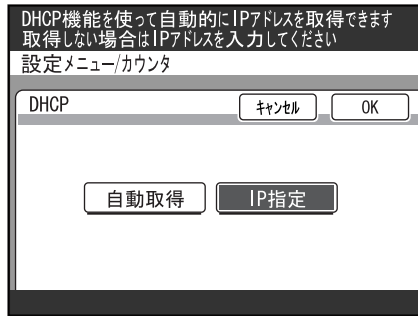 DHCP機能を使って自動的にIPアドレスを取得できます
取得しない場合はIPアドレスを入力してください
設定メニュー/カウンタ
DHCP
キャンセル
OK
自動取得
IP指定